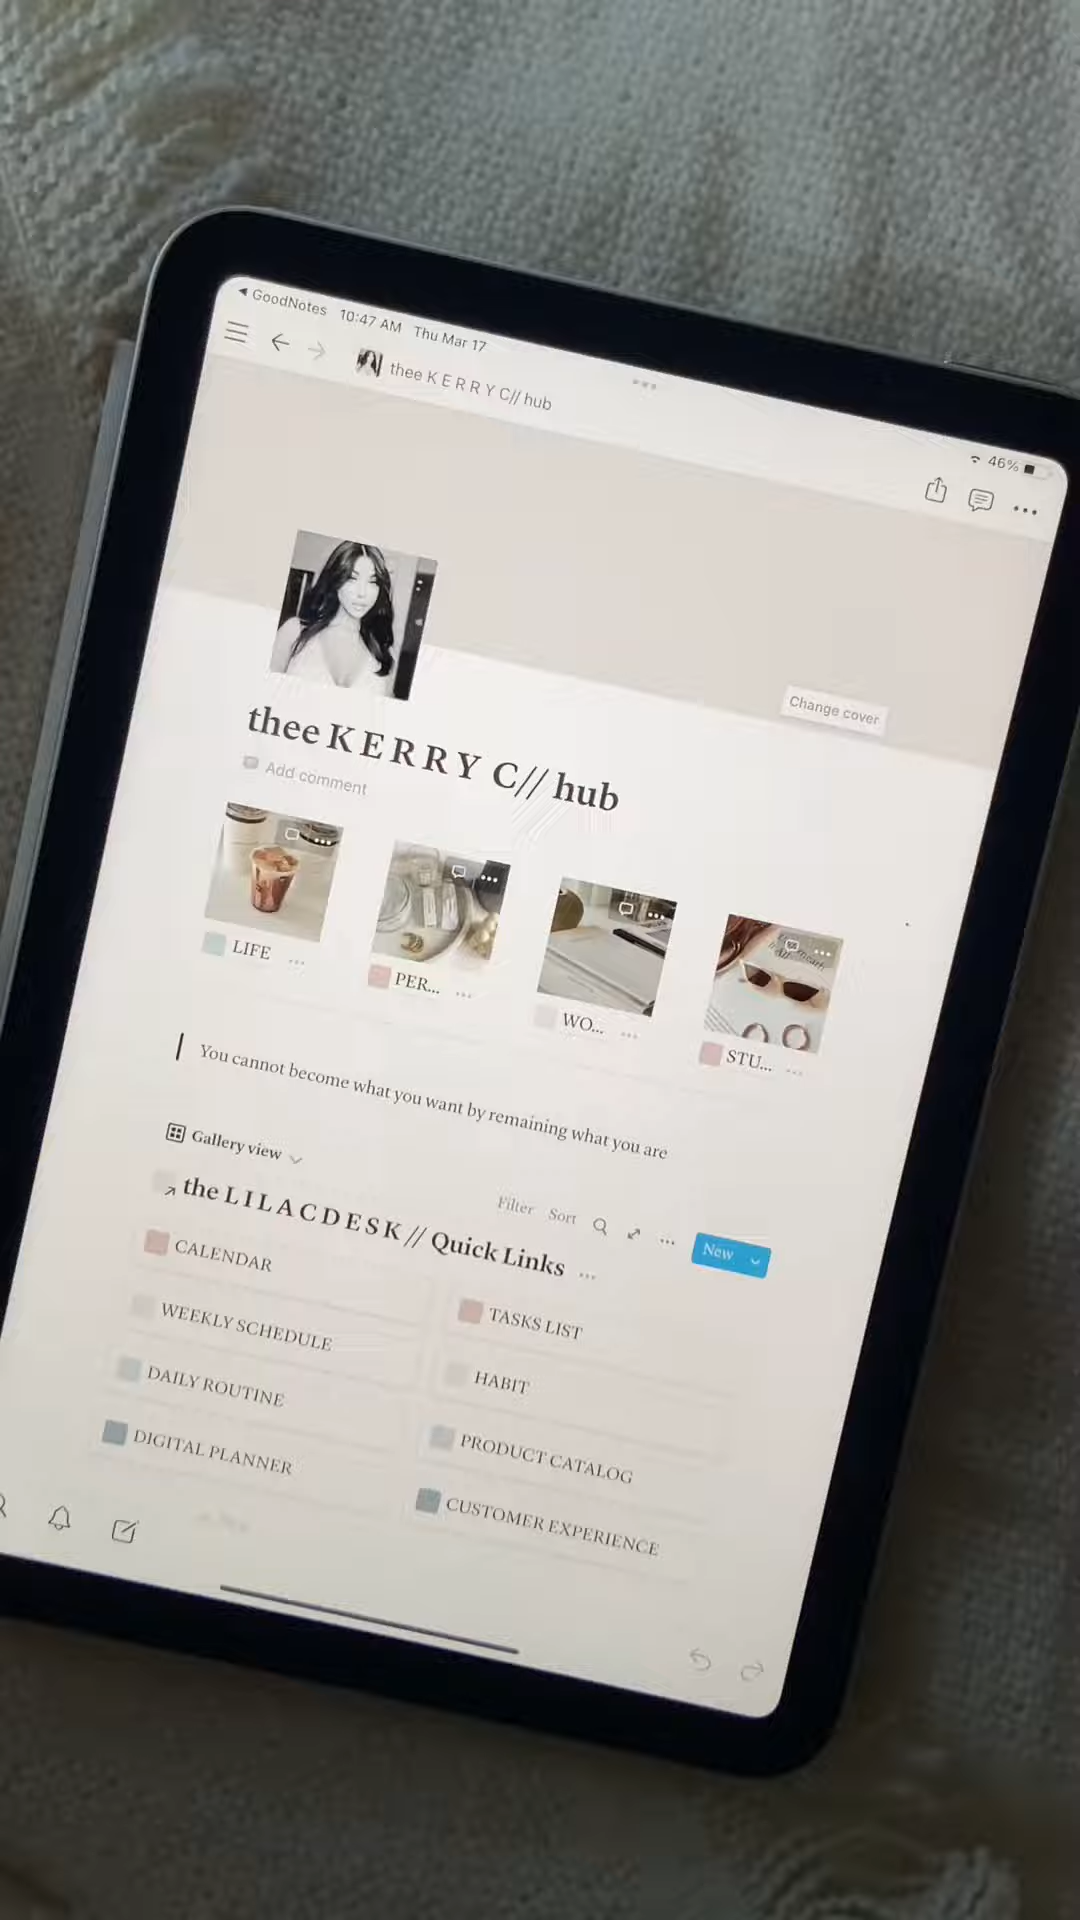 ◀ GoodNotes 10:47 AM Thu Mar 17
46%
thee K E R R Y C// hub
Change cover
thee K E R R Y C// hub
Add comment
LIFE
PER...
WO...
STU...
You cannot become what you want by remaining what you are
Gallery view
Filter Sort
New
the L I L A C D E S K // Quick Links
CALENDAR
TASKS LIST
WEEKLY SCHEDULE
HABIT
DAILY ROUTINE
PRODUCT CATALOG
DIGITAL PLANNER
CUSTOMER EXPERIENCE